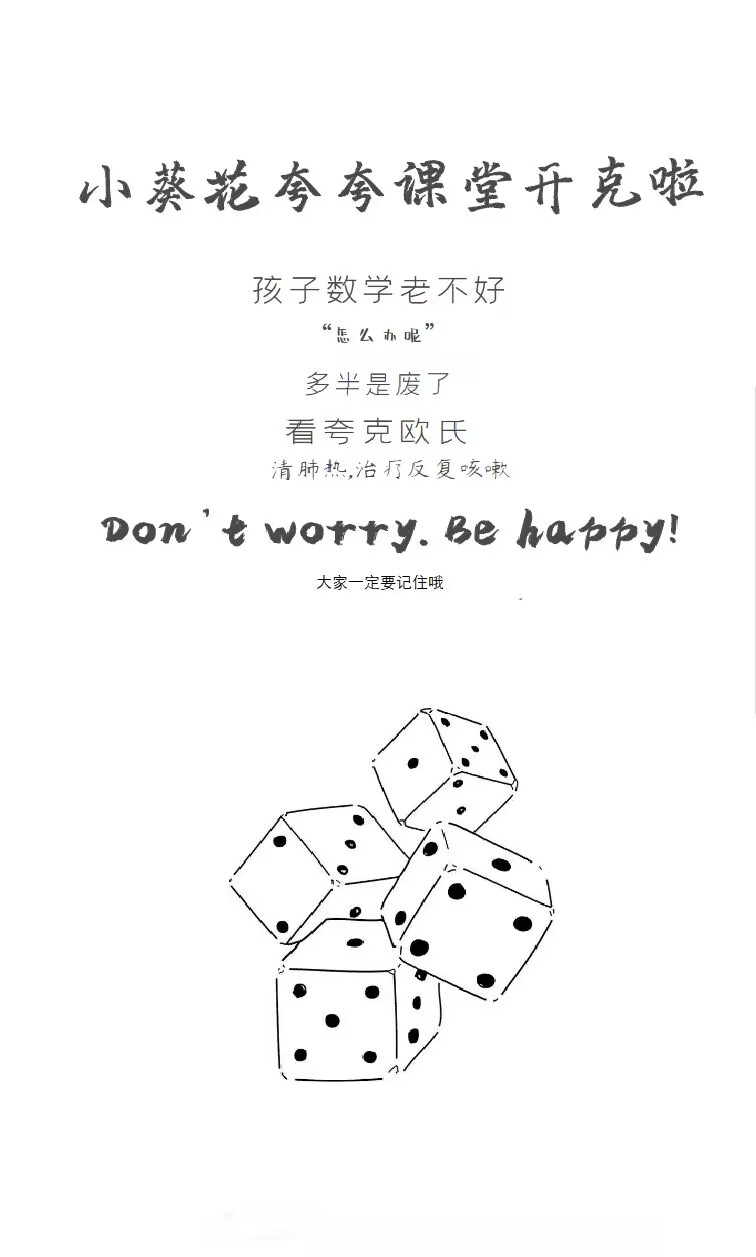 小葵花夸夸课堂开克啦
孩子数学老不好
“怎么办呢”
多半是废了
看夸克欧氏
清肺热,治疗反复咳嗽
Don't worry. Be happy!
大家一定要记住哦